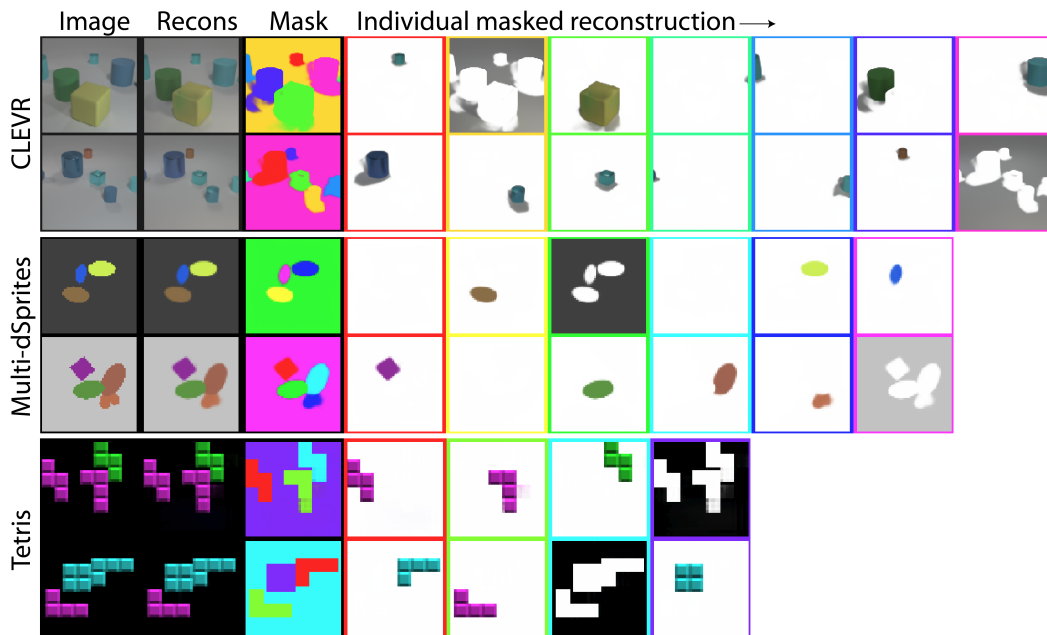 Image Recons Mask Individual masked reconstruction →
CLEVR
Multi-dSprites
Tetris